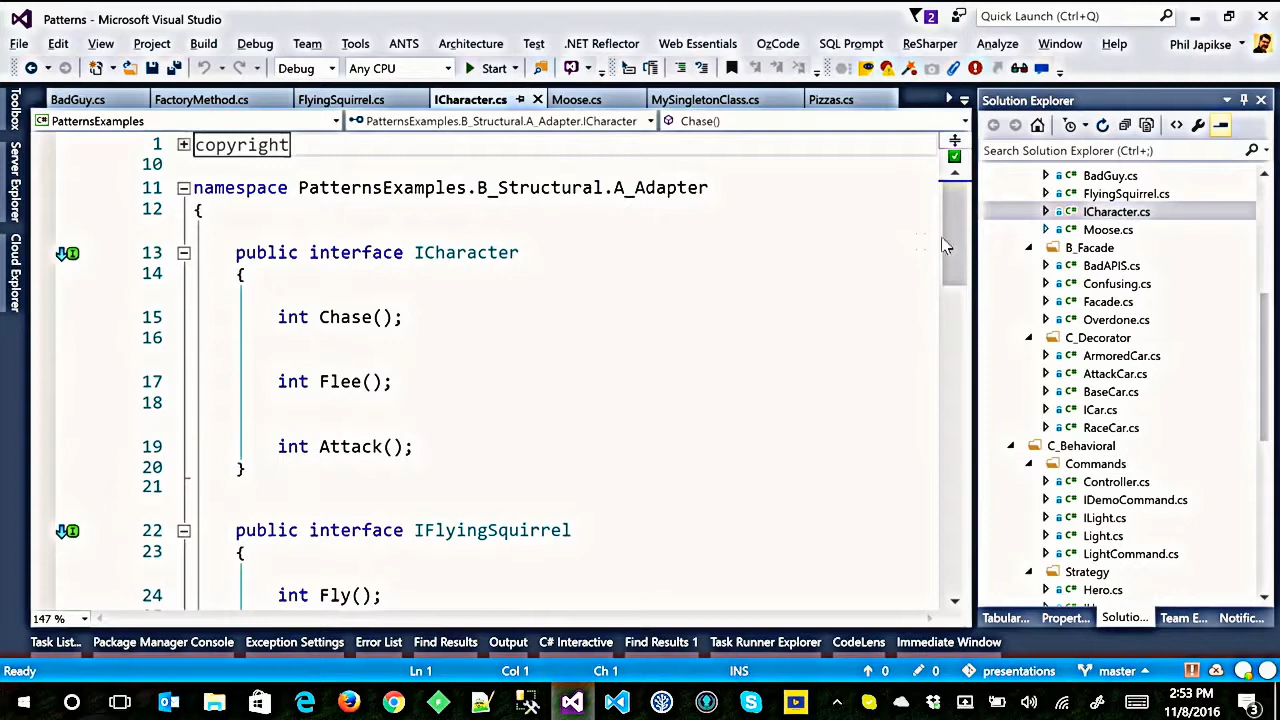 Patterns - Microsoft Visual Studio
2
Quick Launch (Ctrl+Q)
File Edit View Project Build Debug Team Tools ANTS Architecture Test .NET Reflector Web Essentials OzCode SQL Prompt ReSharper Analyze Window Help Phil Japikse
Debug Any CPU Start
BadGuy.cs FactoryMethod.cs FlyingSquirrel.cs ICharacter.cs Moose.cs MySingletonClass.cs Pizzas.cs
PatternsExamples PatternsExamples.B_Structural.A_Adapter.ICharacter Chase()
Toolbox
Server Explorer
Cloud Explorer
1 copyright
10
11 namespace PatternsExamples.B_Structural.A_Adapter
12 {
13 public interface ICharacter
14 {
15 int Chase();
16
17 int Flee();
18
19 int Attack();
20 }
21
22 public interface IFlyingSquirrel
23 {
24 int Fly();
147 %
Solution Explorer
Search Solution Explorer (Ctrl+;)
BadGuy.cs
FlyingSquirrel.cs
ICharacter.cs
Moose.cs
B_Facade
BadAPIS.cs
Confusing.cs
Facade.cs
Overdone.cs
C_Decorator
ArmoredCar.cs
AttackCar.cs
BaseCar.cs
ICar.cs
RaceCar.cs
C_Behavioral
Commands
Controller.cs
IDemoCommand.cs
ILight.cs
Light.cs
LightCommand.cs
Strategy
Hero.cs
Tabular... Propert... Solutio... Team E... Notific...
Task List... Package Manager Console Exception Settings Error List Find Results Output C# Interactive Find Results 1 Task Runner Explorer CodeLens Immediate Window
Ready Ln 1 Col 1 Ch 1 INS 0 0 presentations master
2:53 PM
11/8/2016
3